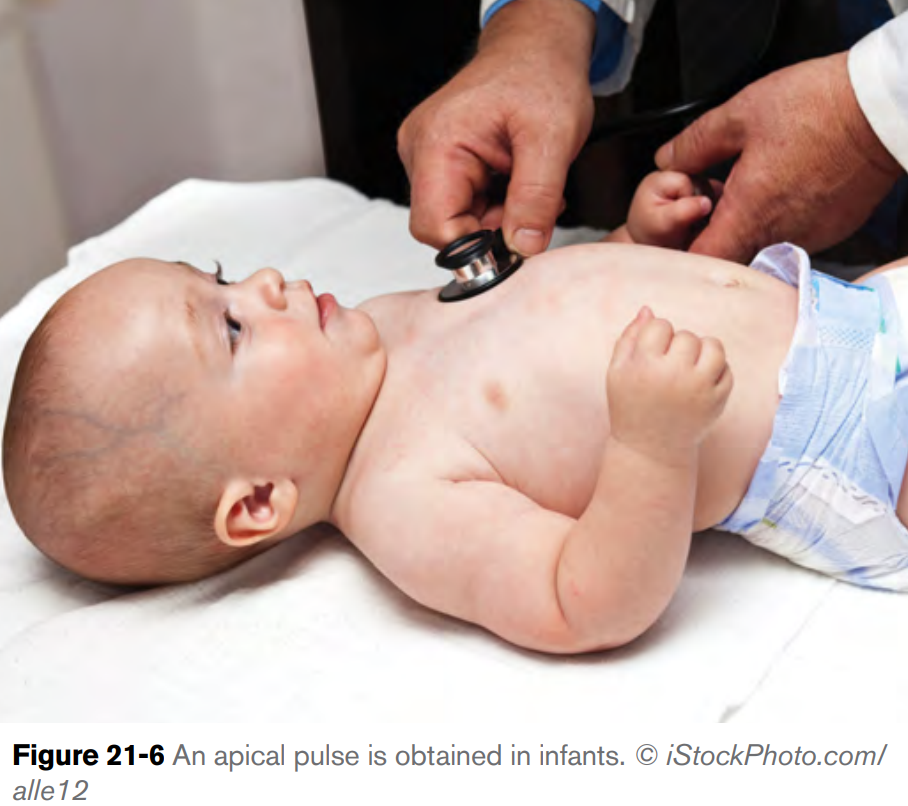 Figure 21-6 An apical pulse is obtained in infants. © iStockPhoto.com/
alle12